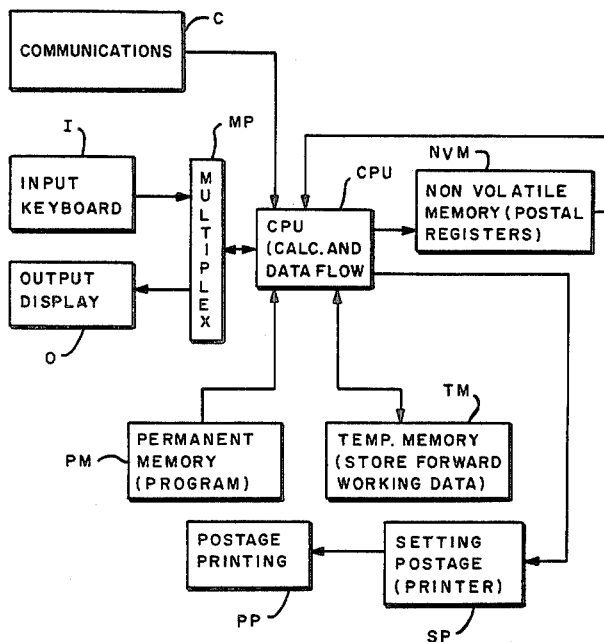 C
COMMUNICATIONS
I
MP
NVM
CPU
INPUT
KEYBOARD
MULTIPLEX
NON VOLATILE
MEMORY (POSTAL
REGISTERS)
CPU
(CALC. AND
DATA FLOW
OUTPUT
DISPLAY
O
TM
PM
PERMANENT
MEMORY
(PROGRAM)
TEMP. MEMORY
(STORE FORWARD
WORKING DATA)
POSTAGE
PRINTING
SETTING
POSTAGE
(PRINTER)
PP
SP